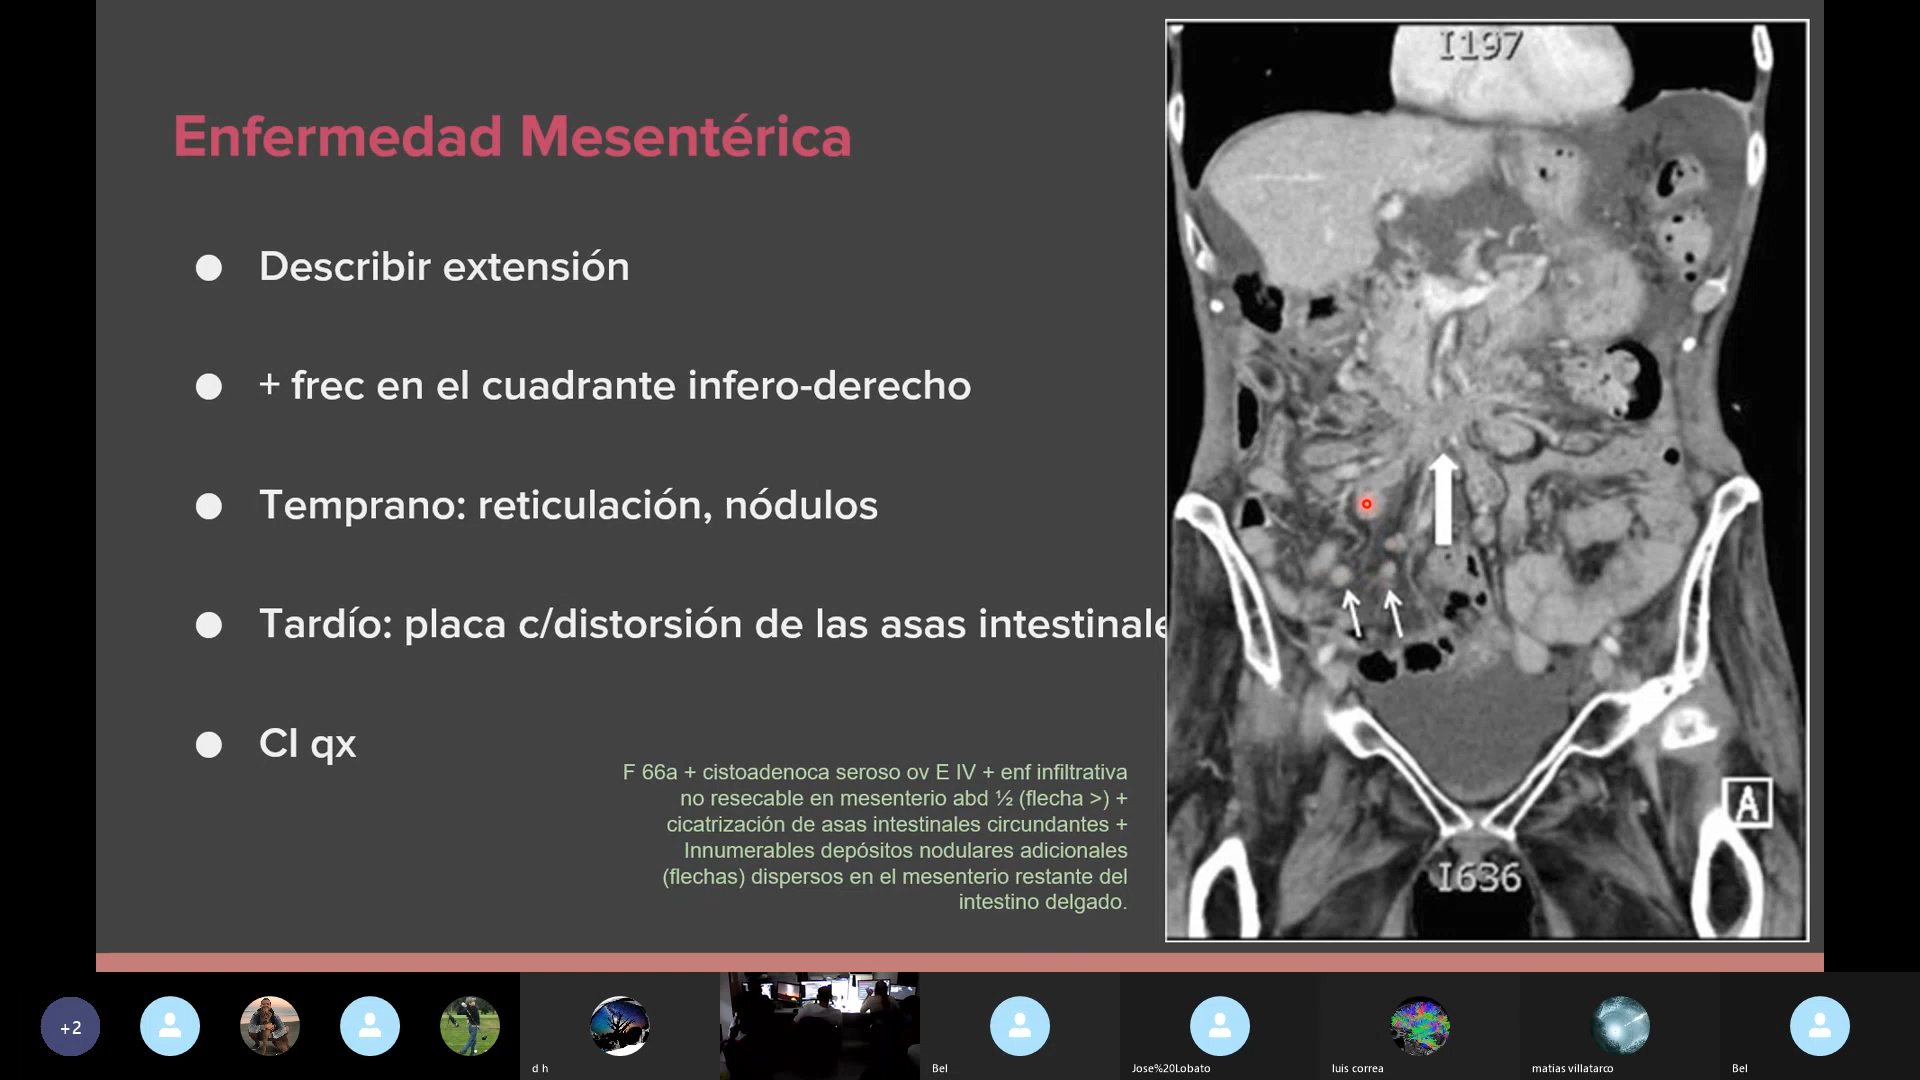 Enfermedad Mesentérica
● Describir extensión
● + frec en el cuadrante infero-derecho
● Temprano: reticulación, nódulos
● Tardío: placa c/distorsión de las asas intestinale
● CI qx
F 66a + cistoadenoca seroso ov E IV + enf infiltrativa
no resecable en mesenterio abd ½ (flecha >) +
cicatrización de asas intestinales circundantes +
Innumerables depósitos nodulares adicionales
(flechas) dispersos en el mesenterio restante del
intestino delgado.
I197
A
I636
+2
d h
Bel
Jose%20Lobato
luis correa
matias villatarco
Bel